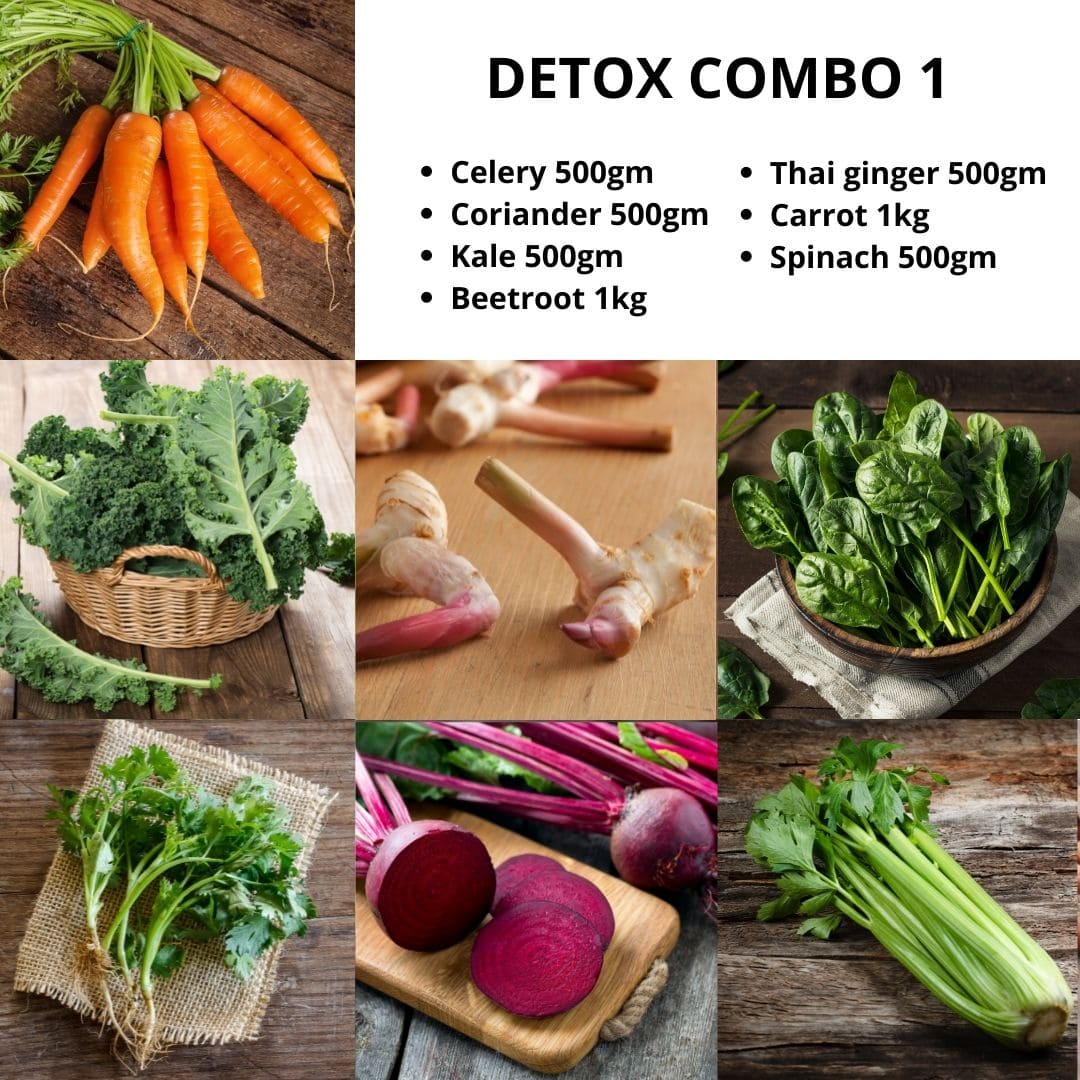 DETOX COMBO 1
• Celery 500gm
• Coriander 500gm
• Kale 500gm
• Beetroot 1kg
• Thai ginger 500gm
• Carrot 1kg
• Spinach 500gm